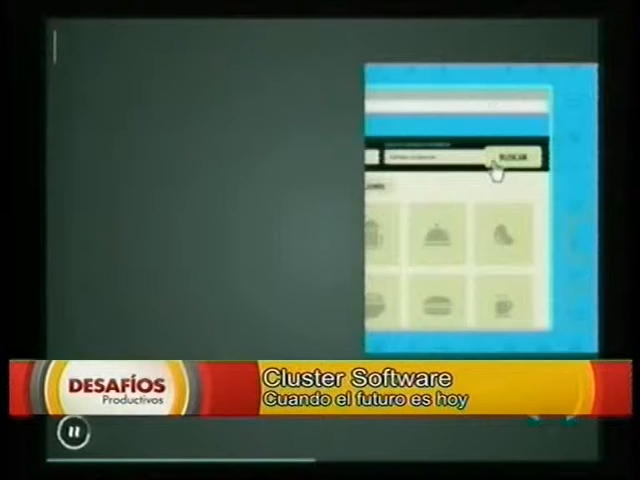 BUSCAR
DESAFÍOS
Productivos
Cluster Software
Cuando el futuro es hoy